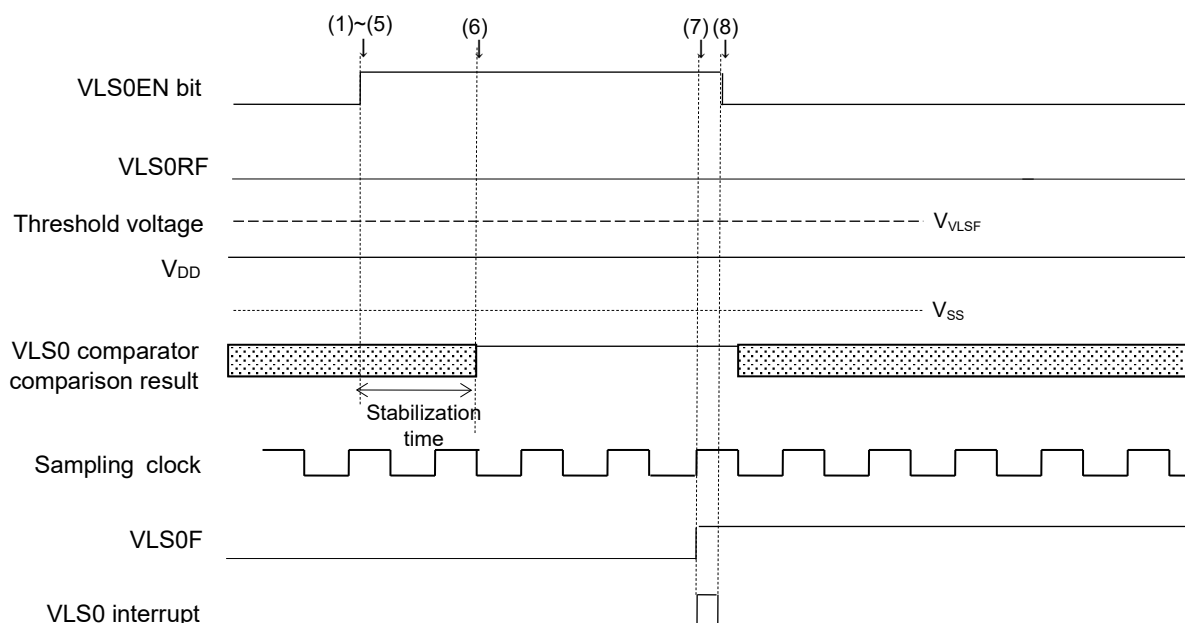 (1)~(5)
(6)
(7)
(8)
VLS0EN bit
VLS0RF
Threshold voltage
VVLSF
VDD
VSS
VLS0 comparator
comparison result
Stabilization
time
Sampling clock
VLS0F
VLS0 interrupt